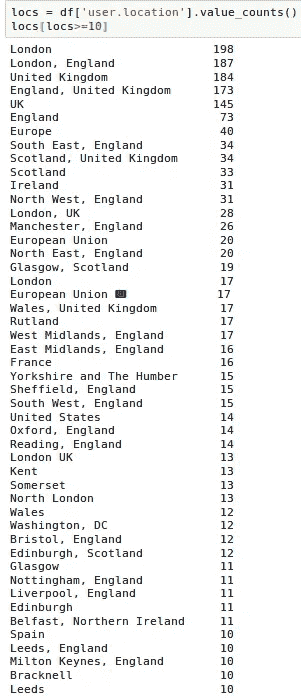 locs = df['user.location'].value_counts()
locs[locs>=10]
London 198
London, England 187
United Kingdom 184
England, United Kingdom 173
UK 145
England 73
Europe 40
South East, England 34
Scotland, United Kingdom 34
Scotland 33
Ireland 31
North West, England 31
London, UK 28
Manchester, England 26
European Union 20
North East, England 20
Glasgow, Scotland 19
London 17
European Union 17
Wales, United Kingdom 17
Rutland 17
West Midlands, England 17
East Midlands, England 16
France 16
Yorkshire and The Humber 15
Sheffield, England 15
South West, England 15
United States 14
Oxford, England 14
Reading, England 14
London UK 13
Kent 13
Somerset 13
North London 13
Wales 12
Washington, DC 12
Bristol, England 12
Edinburgh, Scotland 12
Glasgow 11
Nottingham, England 11
Liverpool, England 11
Edinburgh 11
Belfast, Northern Ireland 11
Spain 10
Leeds, England 10
Milton Keynes, England 10
Bracknell 10
Leeds 10